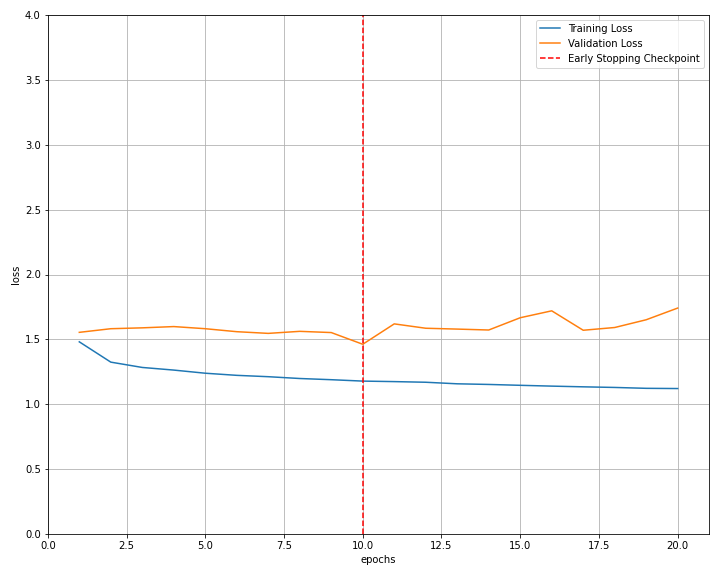 Training Loss
Validation Loss
Early Stopping Checkpoint
4.0
3.5
3.0
2.5
2.0
1.5
1.0
0.5
0.0
loss
0.0 2.5 5.0 7.5 10.0 12.5 15.0 17.5 20.0
epochs